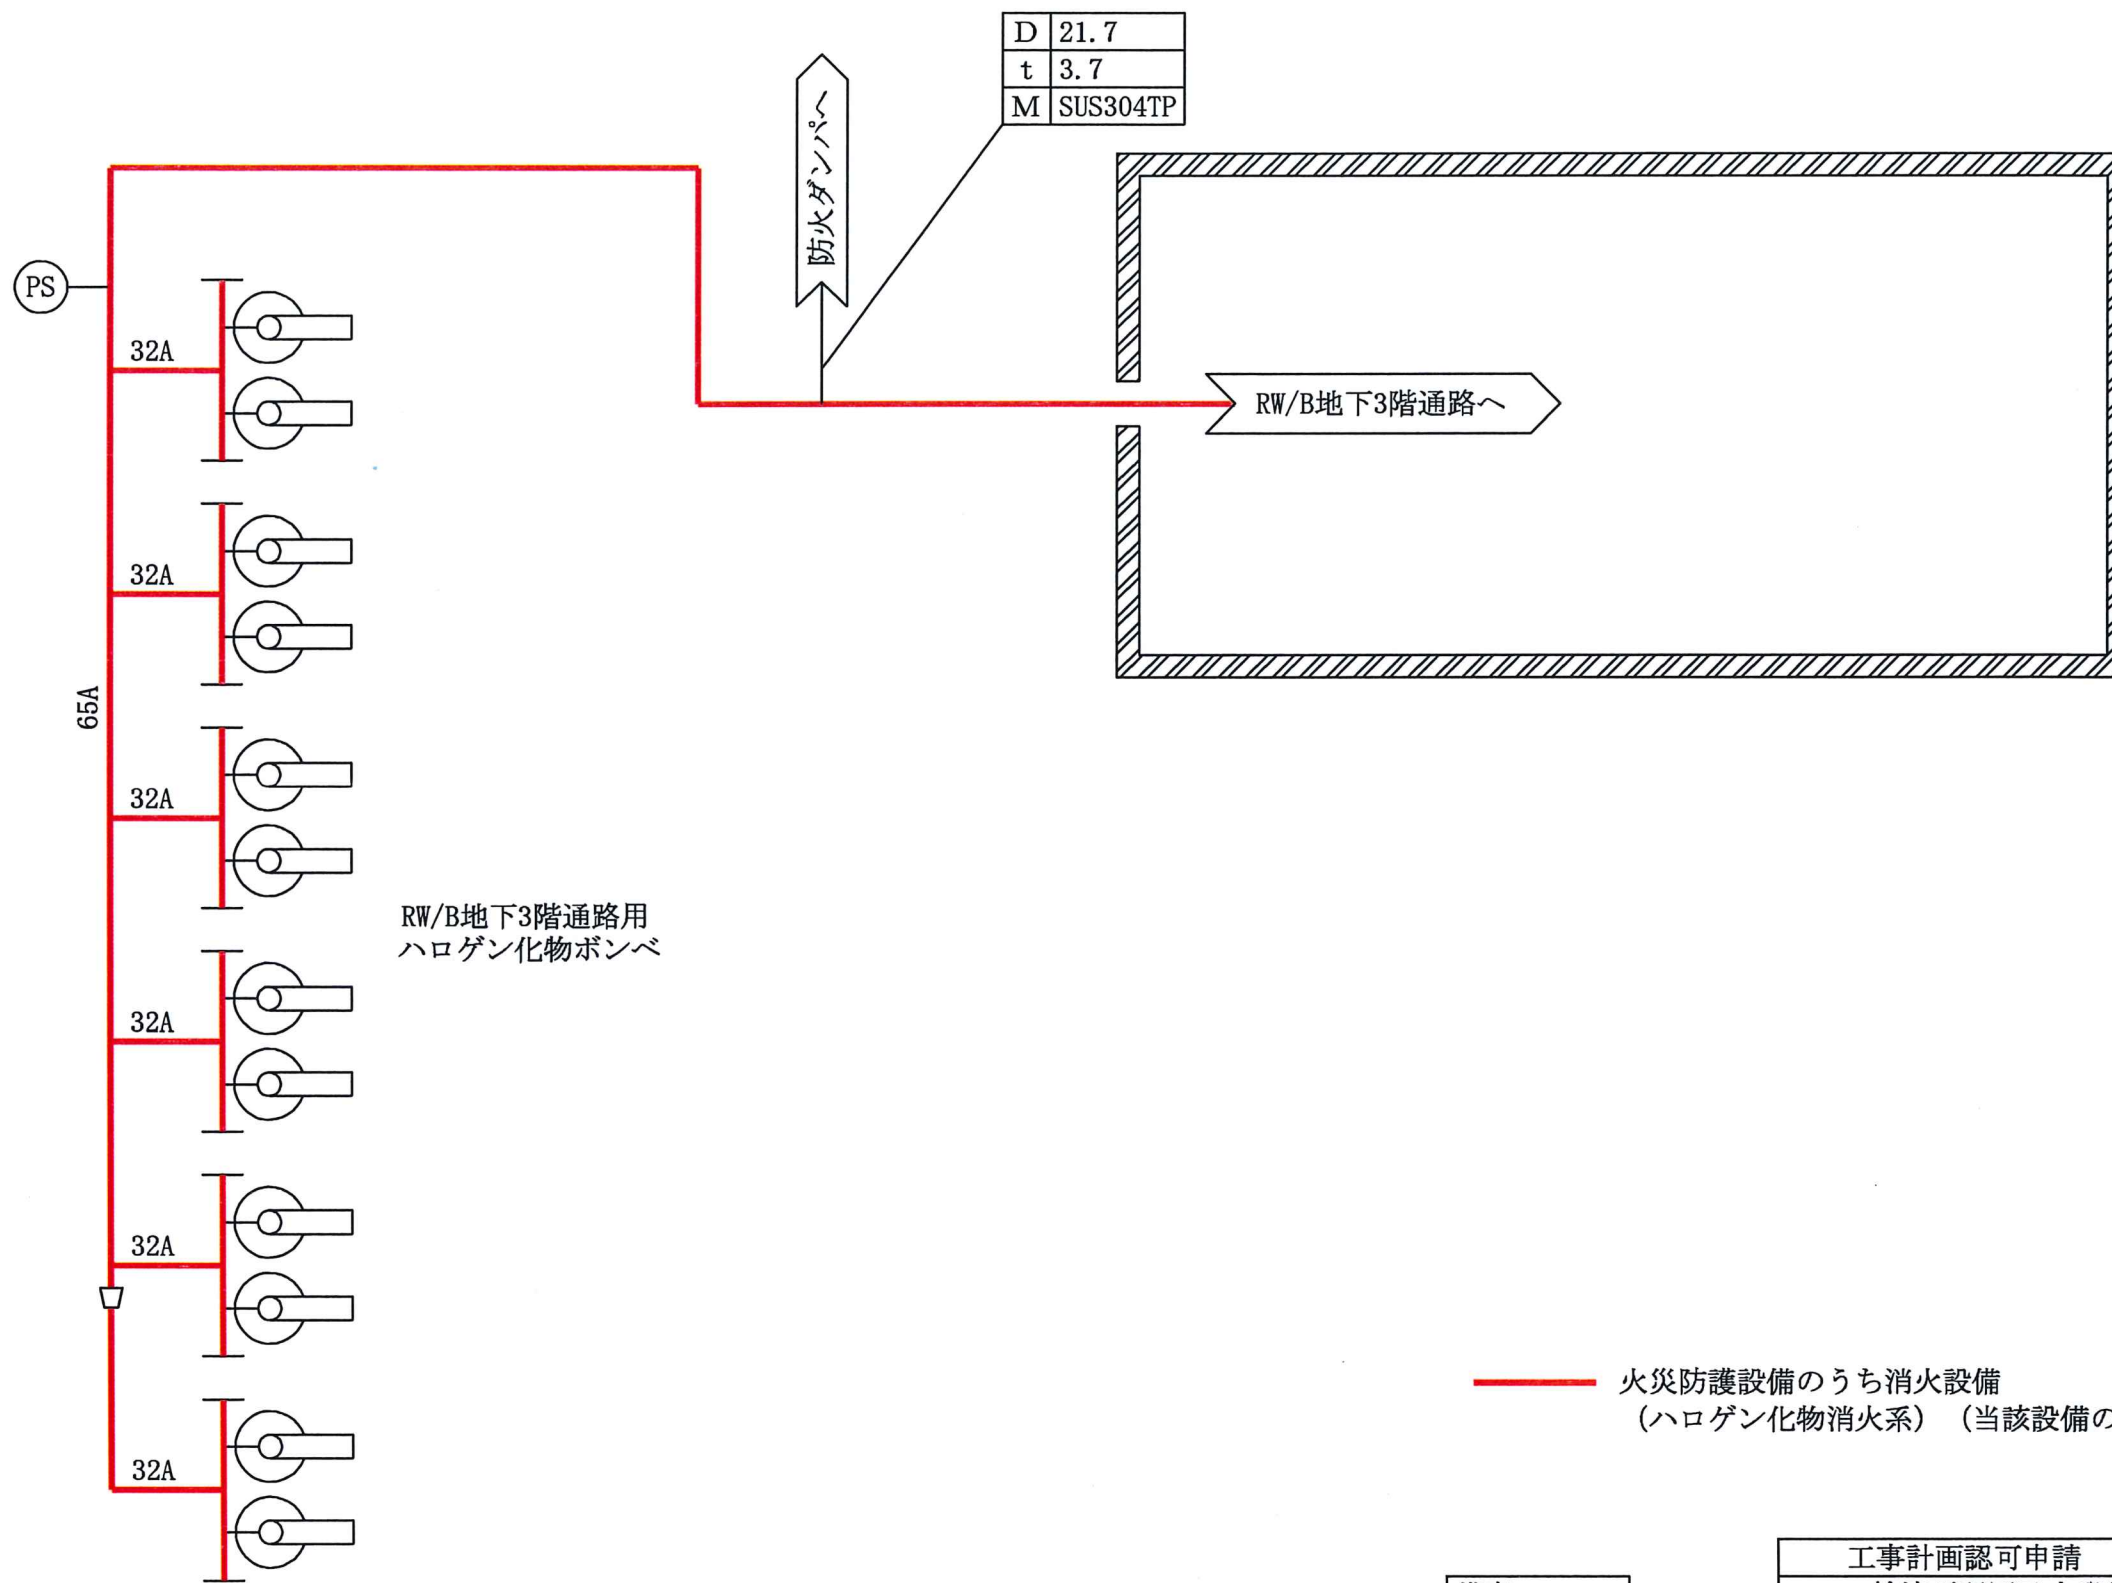 D 21.7
t 3.7
M SUS304TP
防火ダンパへ
PS
32A
RW/B地下3階通路へ
32A
65A
32A
RW/B地下3階通路用
ハロゲン化物ボンベ
32A
32A
32A
火災防護設備のうち消火設備
(ハロゲン化物消火系) (当該設備の
工事計画認可申請